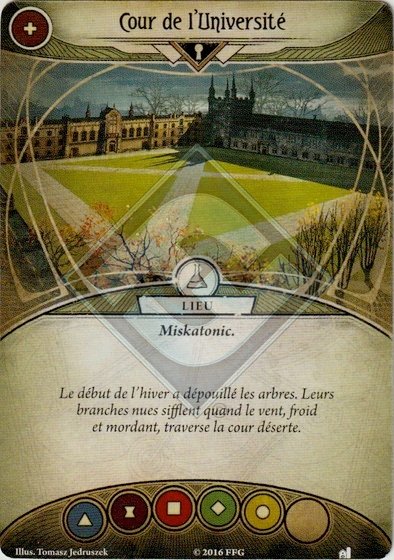 Cour de l'Université
LIEU
Miskatonic.
Le début de l'hiver a dépouillé les arbres. Leurs
branches nues sifflent quand le vent, froid
et mordant, traverse la cour déserte.
Illus. Tomasz Jedruszek
© 2016 FFG